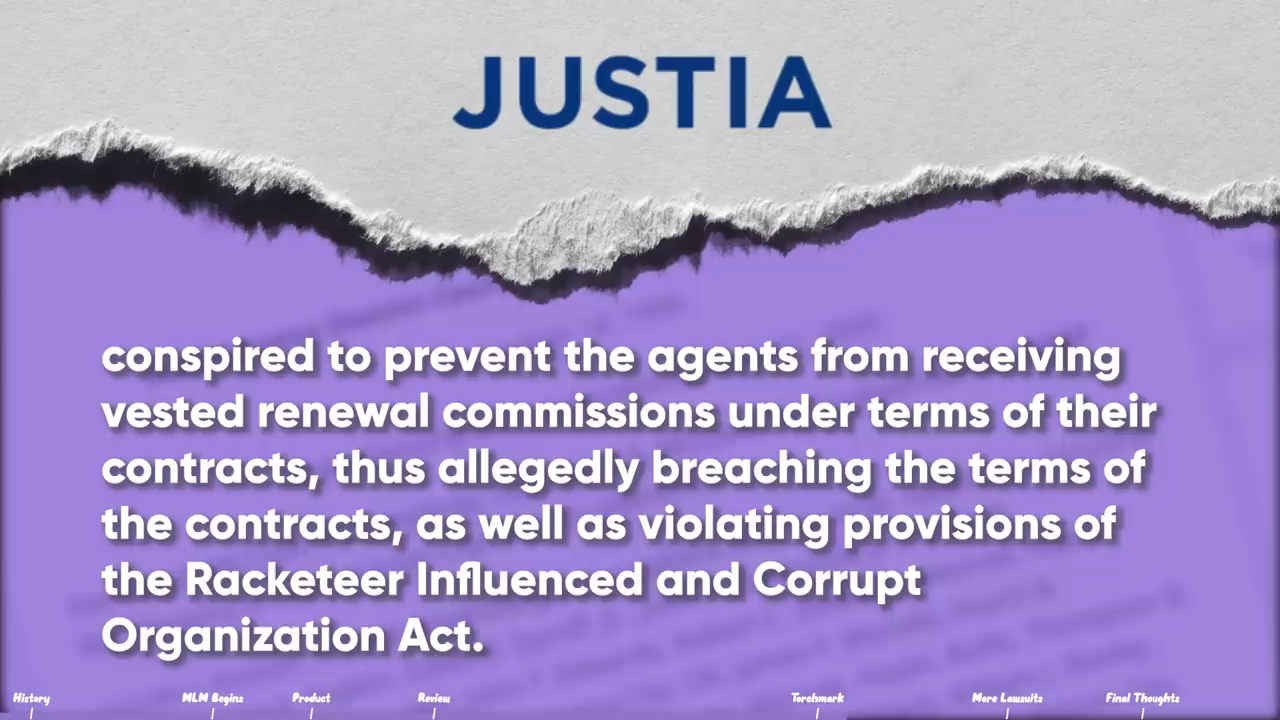 JUSTIA
conspired to prevent the agents from receiving
vested renewal commissions under terms of their
contracts, thus allegedly breaching the terms of
the contracts, as well as violating provisions of
the Racketeer Influenced and Corrupt
Organization Act.
History MLM Begins Product Review Torchmark More Lawsuits Final Thoughts